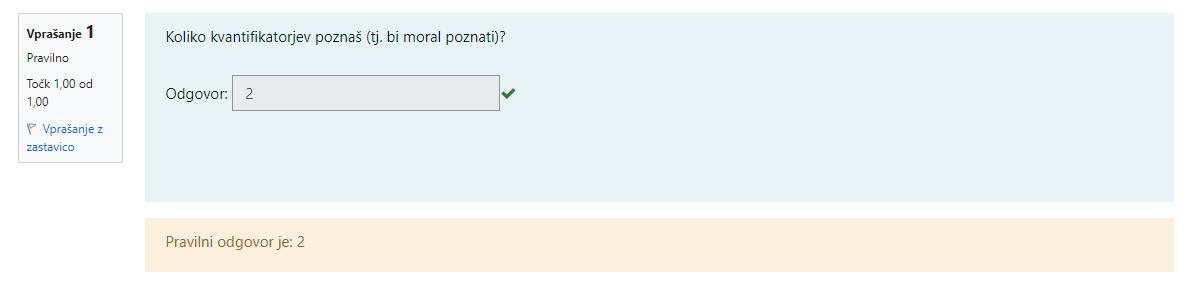 Vprašanje 1
Pravilno
Točk 1,00 od
1,00
Vprašanje z
zastavico
Koliko kvantifikatorjev poznaš (tj. bi moral poznati)?
Odgovor: 2
Pravilni odgovor je: 2